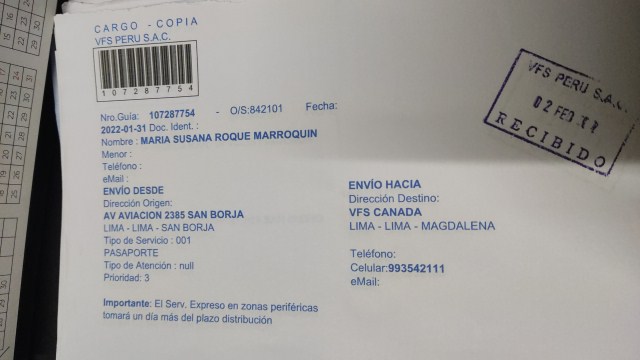 CARGO - COPIA
VFS PERU S.A.C.
107287754
Nro.Guía: 107287754 - O/S:842101 Fecha:
2022-01-31 Doc. Ident. :
Nombre : MARIA SUSANA ROQUE MARROQUIN
Menor :
Teléfono :
eMail :
ENVÍO DESDE
Dirección Origen:
AV AVIACION 2385 SAN BORJA
LIMA - LIMA - SAN BORJA
Tipo de Servicio : 001
PASAPORTE
Tipo de Atención : null
Prioridad: 3
Importante: El Serv. Expreso en zonas periféricas
tomará un día más del plazo distribución
ENVÍO HACIA
Dirección Destino:
VFS CANADA
LIMA - LIMA - MAGDALENA
Teléfono:
Celular:993542111
eMail:
VFS PERU S.A.C.
02 FEB
RECIBIDO